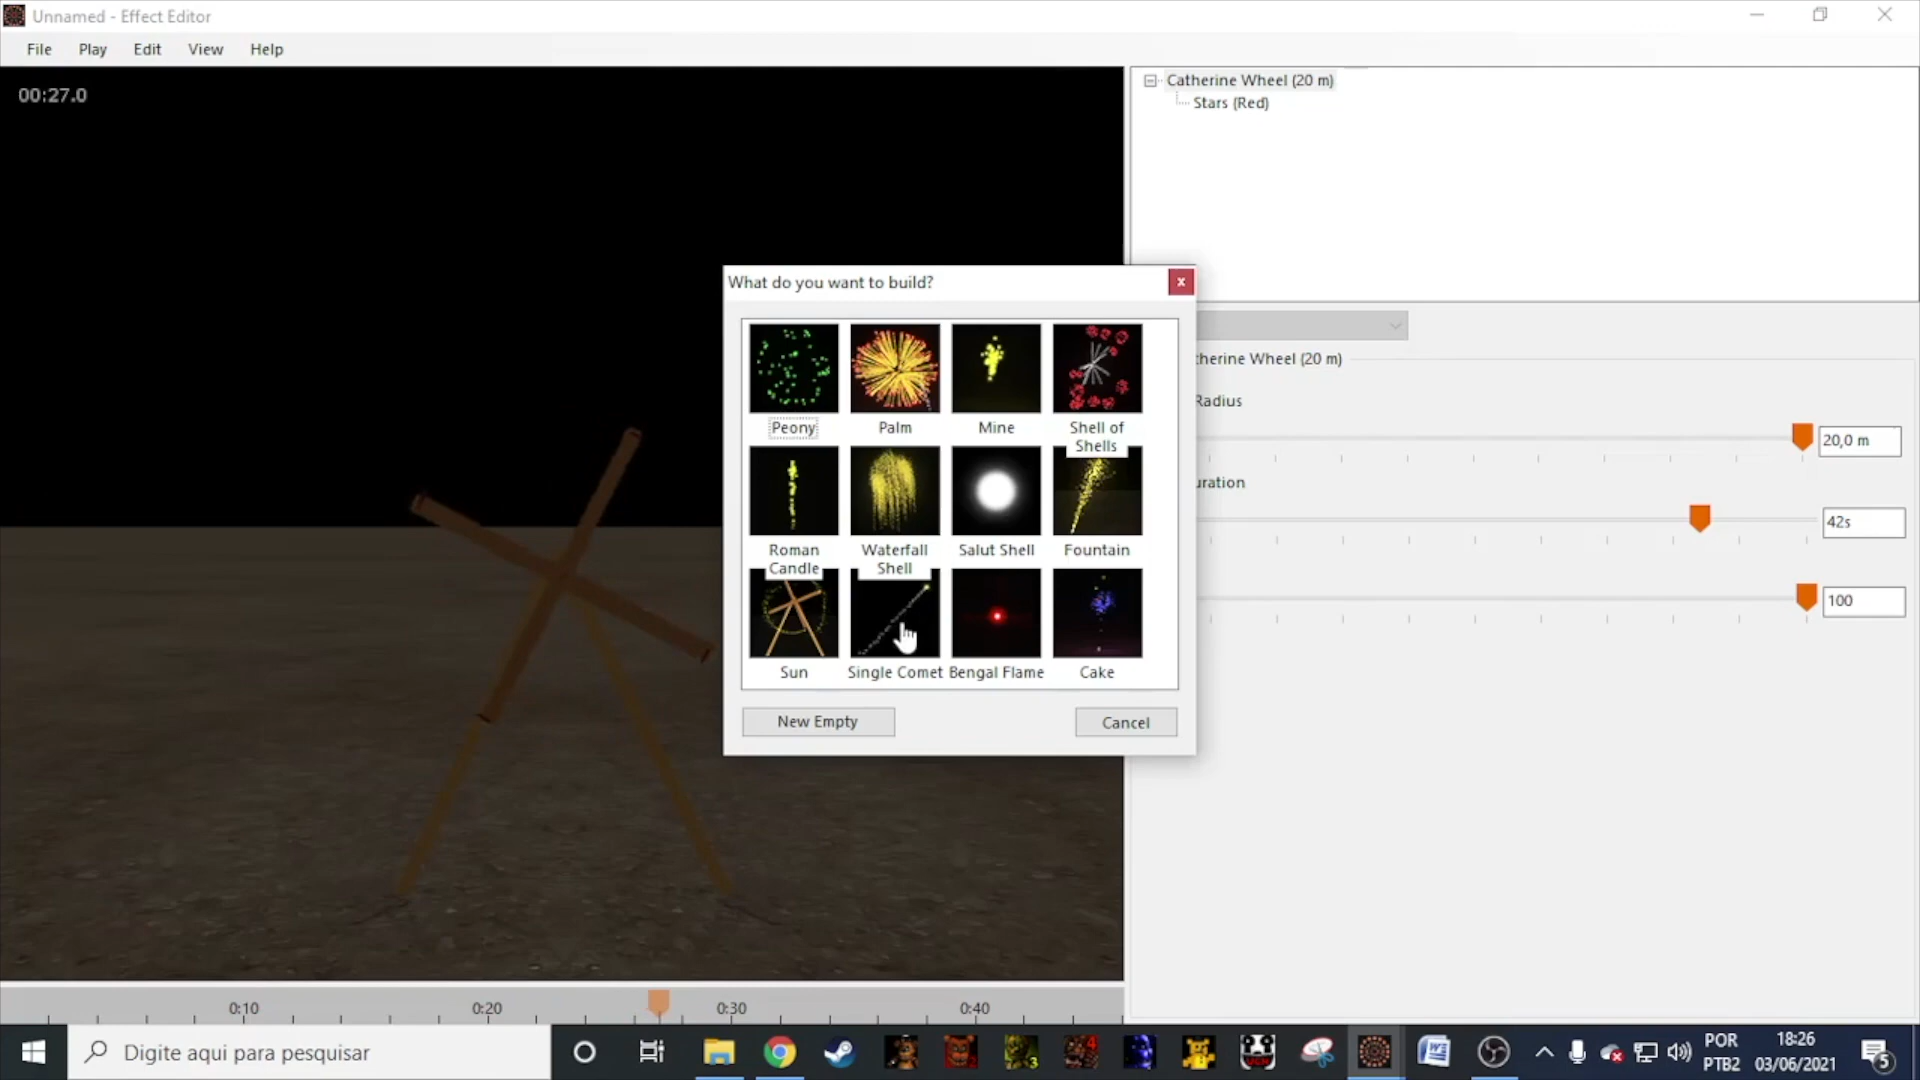 Unnamed - Effect Editor
File Play Edit View Help
00:27.0
Catherine Wheel (20 m)
Stars (Red)
What do you want to build?
x
Peony Palm Mine Shell of
Shells
Roman Waterfall Salut Shell Fountain
Candle Shell
Sun Single Comet Bengal Flame Cake
New Empty Cancel
therine Wheel (20 m)
Radius
20,0 m
uration
42s
100
0:10 0:20 0:30 0:40
Digite aqui para pesquisar
3
4
POR
PTB2
18:26
03/06/2021
5